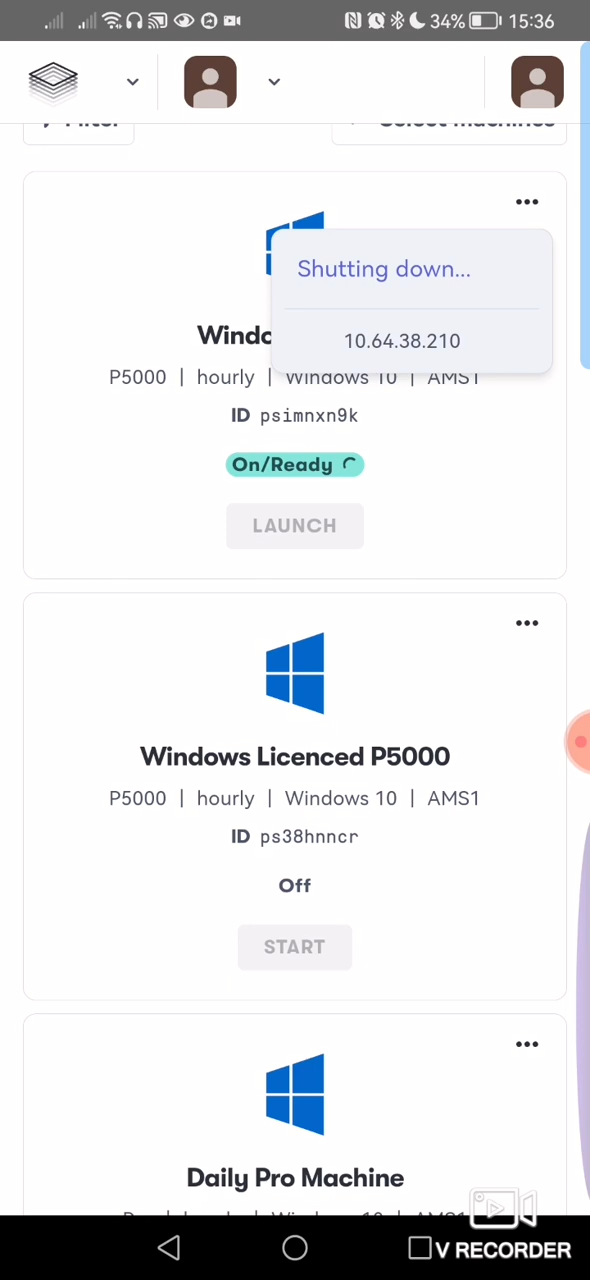 34% 15:36
Shutting down...
10.64.38.210
P5000 | hourly | Windows 10 | AMS1
ID psimnxn9k
On/Ready
LAUNCH
Windows Licenced P5000
P5000 | hourly | Windows 10 | AMS1
ID ps38hnncr
Off
START
Daily Pro Machine
V RECORDER